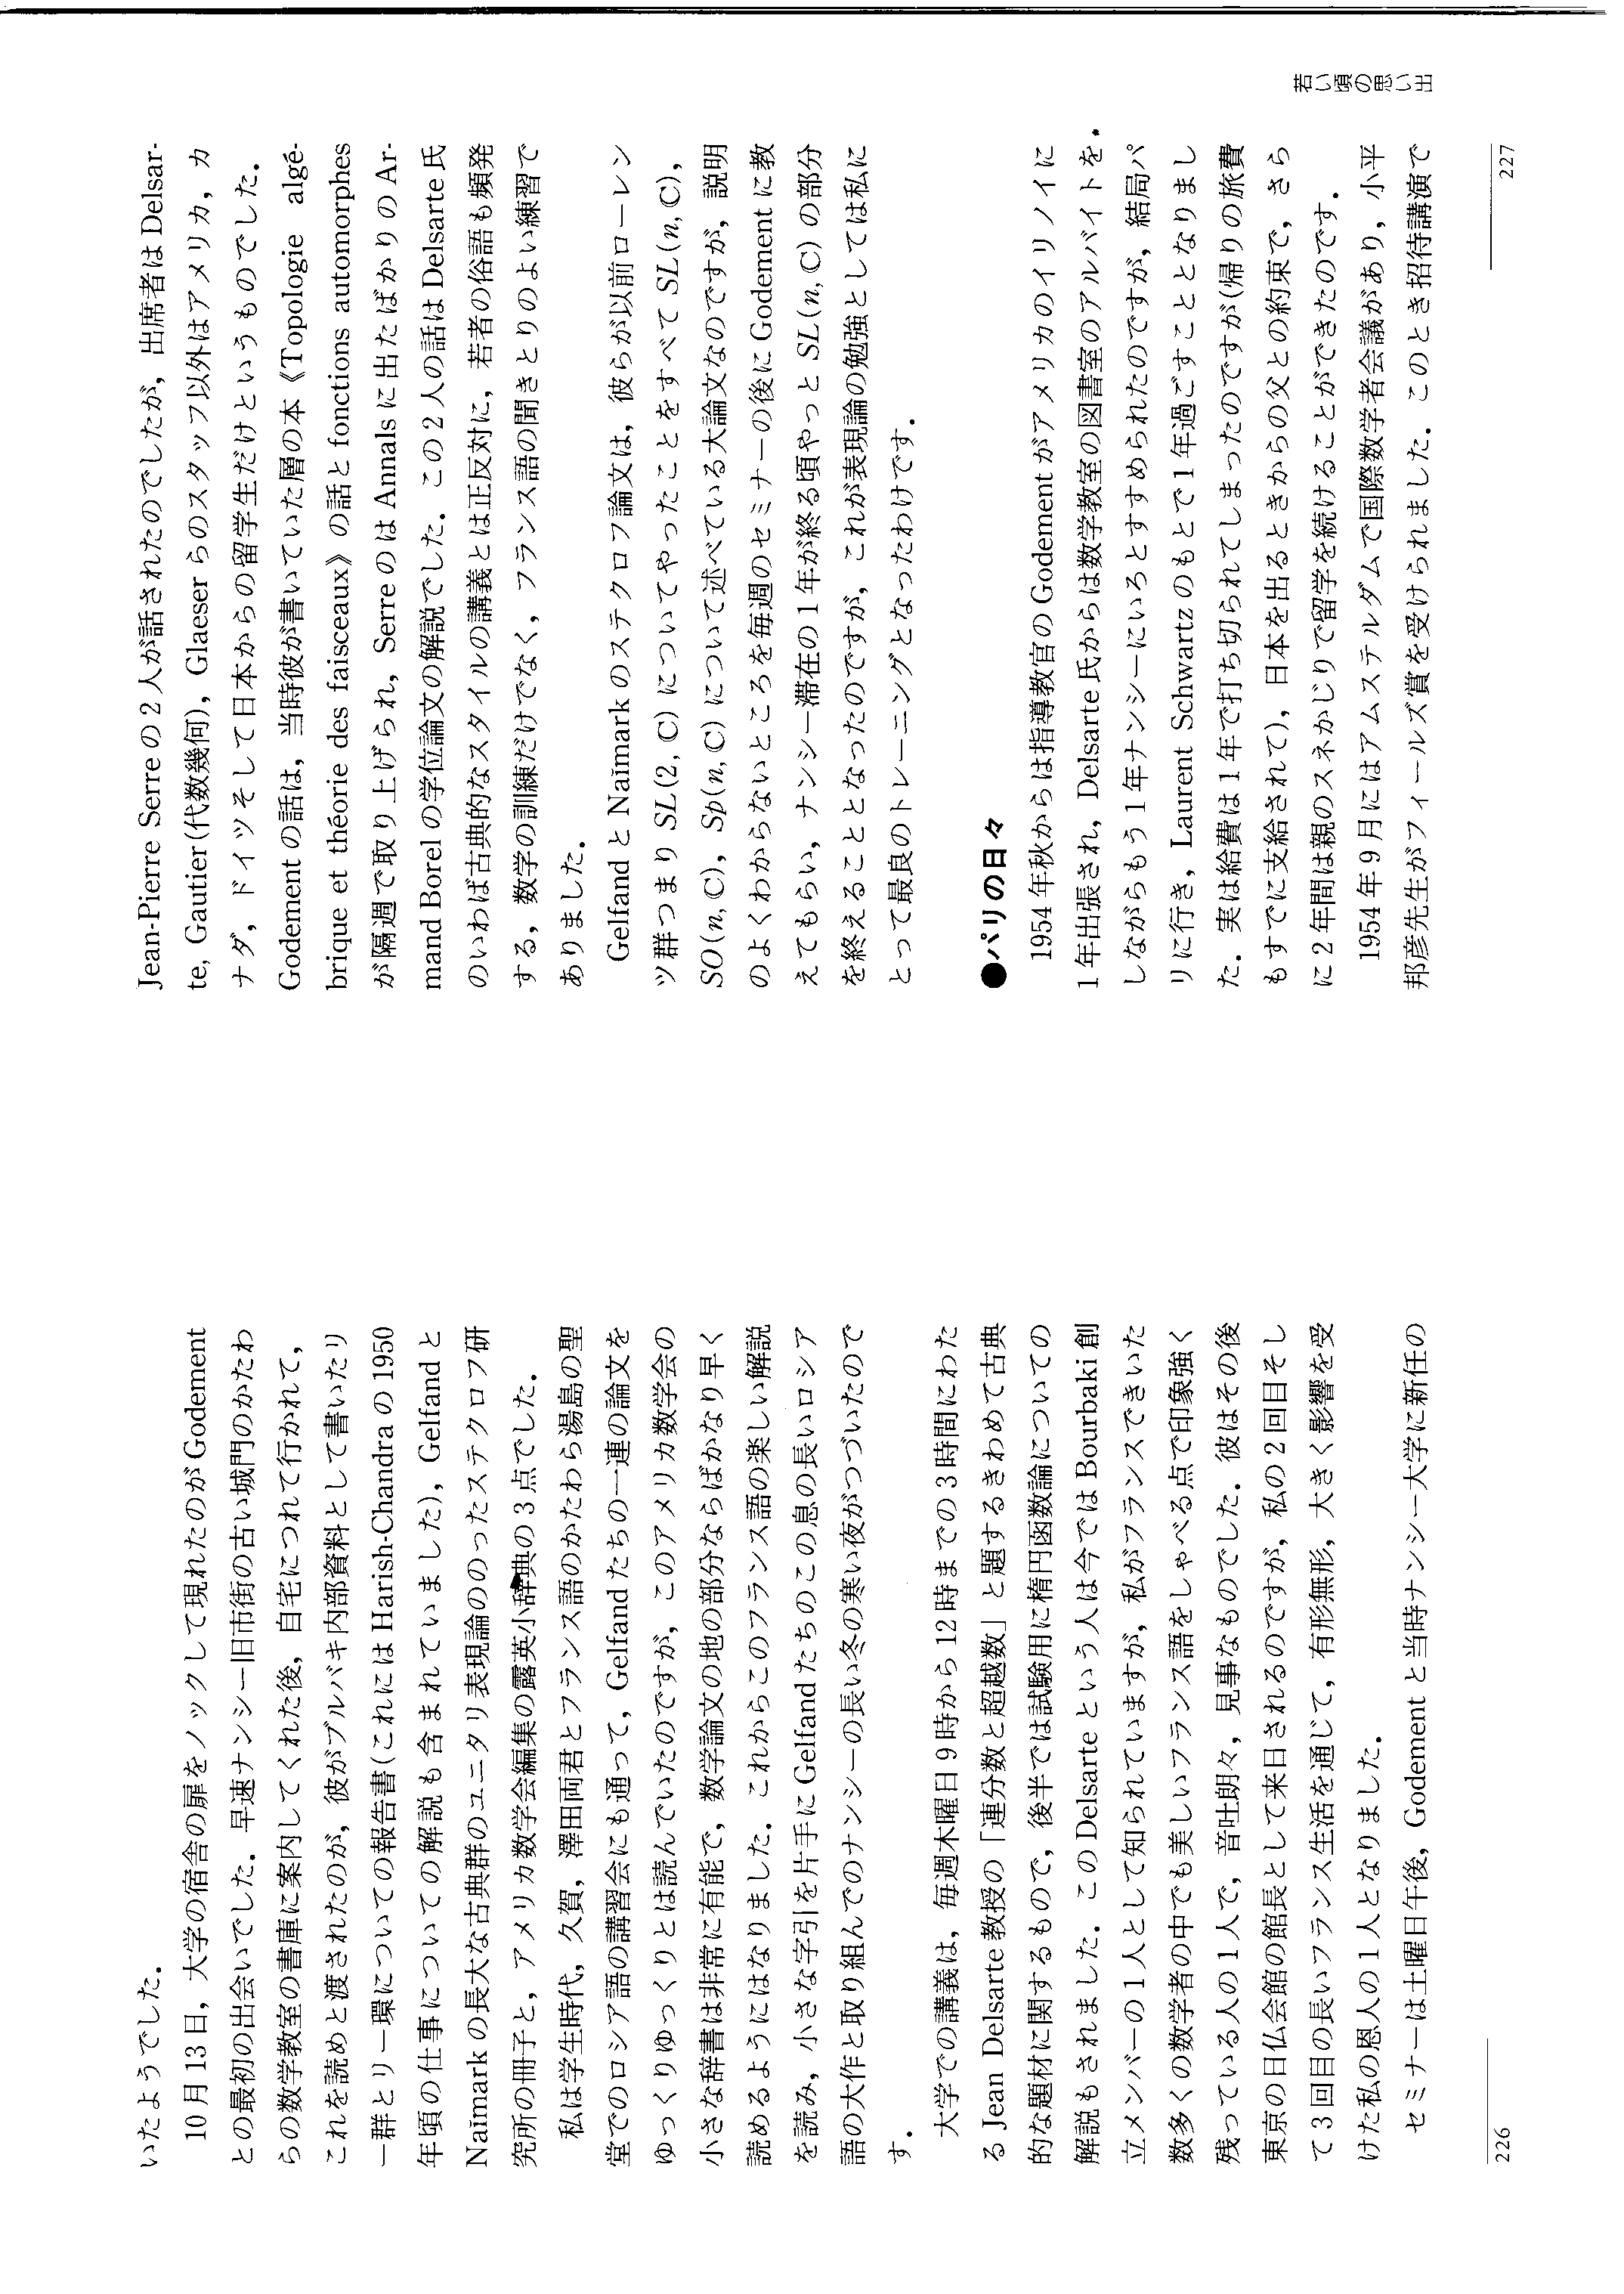 いたようでした．
10月13日，大学の宿舎の扉をノックして現れたのがGodement
との最初の出会いでした．早速ナンシー旧市街の古い城門のかたわ
らの数学教室の書庫に案内してくれた後，自宅につれて行かれて，
これを読めと渡されたのが，彼がブルバキ内部資料として書いたリ
ー群とリー環についての報告書(これにはHarish-Chandraの1950
年頃の仕事についての解説も含まれていました)，Gelfandと
Naĭmarkの長大な古典群のユニタリ表現論ののったステクロフ研
究所の冊子と，アメリカ数学会編集の露英小辞典の3点でした．
私は学生時代，久賀，澤田両君とフランス語のかたわら湯島の聖
堂でのロシア語の講習会にも通って，Gelfandたちの一連の論文を
ゆっくりゆっくりとは読んでいたのですが，このアメリカ数学会の
小さな辞書は非常に有能で，数学論文の地の部分ならばかなり早く
読めるようにはなりました．これからこのフランス語の楽しい解説
を読み，小さな字引を片手にGelfandたちのこの息の長いロシア
語の大作と取り組んでのナンシーの長い冬の寒い夜がつづいたので
す．
大学での講義は，毎週木曜日9時から12時までの3時間にわた
るJean Delsarte教授の「連分数と超越数」と題するきわめて古典
的な題材に関するもので，後半では試験用に楕円函数論についての
解説もされました．このDelsarteという人は今ではBourbaki創
立メンバーの1人として知られていますが，私がフランスできいた
数多くの数学者の中でも美しいフランス語をしゃべる点で印象強く
残っている人の1人で，音吐朗々，見事なものでした．彼はその後
東京の日仏会館の館長として来日されるのですが，私の2回目そし
て3回目の長いフランス生活を通じて，有形無形，大きく影響を受
けた私の恩人の1人となりました．
セミナーは土曜日午後，Godementと当時ナンシー大学に新任の
226
若い頃の思い出
Jean-Pierre Serreの2人が話されたのでしたが，出席者はDelsar-
te, Gautier(代数幾何)，Glaeserらのスタッフ以外はアメリカ，カ
ナダ，ドイツそして日本からの留学生だけというものでした．
Godementの話は，当時彼が書いていた層の本《Topologie algé-
brique et théorie des faisceaux》の話とfonctions automorphes
が隔週で取り上げられ，SerreのはAnnalsに出たばかりのAr-
mand Borelの学位論文の解説でした．この2人の話はDelsarte氏
のいわば古典的なスタイルの講義とは正反対に，若者の俗語も頻発
する，数学の訓練だけでなく，フランス語の聞きとりのよい練習で
ありました．
GelfandとNaĭmarkのステクロフ論文は，彼らが以前ローレン
ツ群つまりSL(2, C)についてやったことをすべてSL(n, C)，
SO(n, C)，Sp(n, C)について述べている大論文なのですが，説明
のよくわからないところを毎週のセミナーの後にGodementに教
えてもらい，ナンシー滞在の1年が終る頃やっとSL(n, C)の部分
を終えることとなったのですが，これが表現論の勉強としては私に
とって最良のトレーニングとなったわけです．
●パリの日々
1954年秋からは指導教官のGodementがアメリカのイリノイに
1年出張され，Delsarte氏からは数学教室の図書室のアルバイトを
しながらもう1年ナンシーにいろとすすめられたのですが，結局パ
リに行き，Laurent Schwartzのもとで1年過ごすこととなりまし
た．実は給費は1年で打ち切られてしまったのですが(帰りの旅費
もすでに支給されて)，日本を出るときからの父との約束で，さら
に2年間は親のスネかじりで留学を続けることができたのです．
1954年9月にはアムステルダムで国際数学者会議があり，小平
邦彦先生がフィールズ賞を受けられました．このとき招待講演で
227